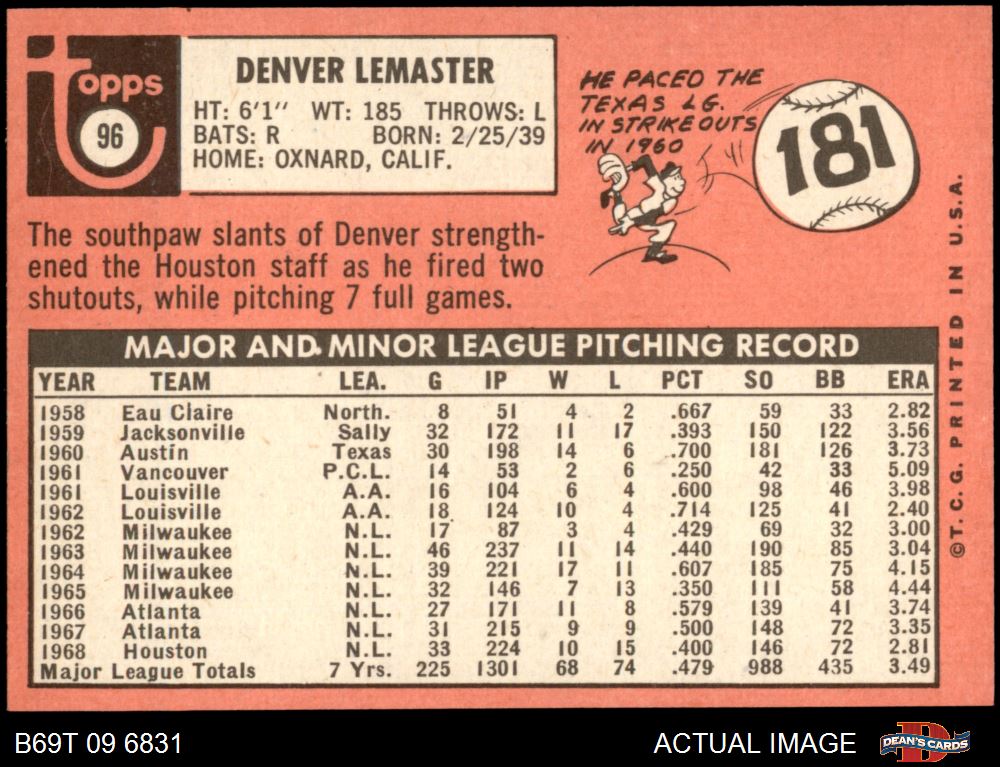 Topps
96
DENVER LEMASTER
HT: 6'1" WT: 185 THROWS: L
BATS: R BORN: 2/25/39
HOME: OXNARD, CALIF.
HE PACED THE
TEXAS LG.
IN STRIKEOUTS
IN 1960
181
The southpaw slants of Denver strength-
ened the Houston staff as he fired two
shutouts, while pitching 7 full games.
MAJOR AND MINOR LEAGUE PITCHING RECORD
YEAR TEAM LEA. G IP W L PCT SO BB ERA
1958 Eau Claire North. 8 51 4 2 .667 59 33 2.82
1959 Jacksonville Sally 32 172 11 17 .393 150 122 3.56
1960 Austin Texas 30 198 14 6 .700 181 126 3.73
1961 Vancouver P.C.L. 14 53 2 6 .250 42 33 5.09
1961 Louisville A.A. 16 104 6 4 .600 98 46 3.98
1962 Louisville A.A. 18 124 10 4 .714 125 41 2.40
1962 Milwaukee N.L. 17 87 3 4 .429 69 32 3.00
1963 Milwaukee N.L. 46 237 11 14 .440 190 85 3.04
1964 Milwaukee N.L. 39 221 17 11 .607 185 75 4.15
1965 Milwaukee N.L. 32 146 7 13 .350 111 58 4.44
1966 Atlanta N.L. 27 171 11 8 .579 139 41 3.74
1967 Atlanta N.L. 31 215 9 9 .500 148 72 3.35
1968 Houston N.L. 33 224 10 15 .400 146 72 2.81
Major League Totals 7 Yrs. 225 1301 68 74 .479 988 435 3.49
©T. C. G. PRINTED IN U.S.A.
B69T 09 6831
ACTUAL IMAGE
D
DEAN'S CARDS